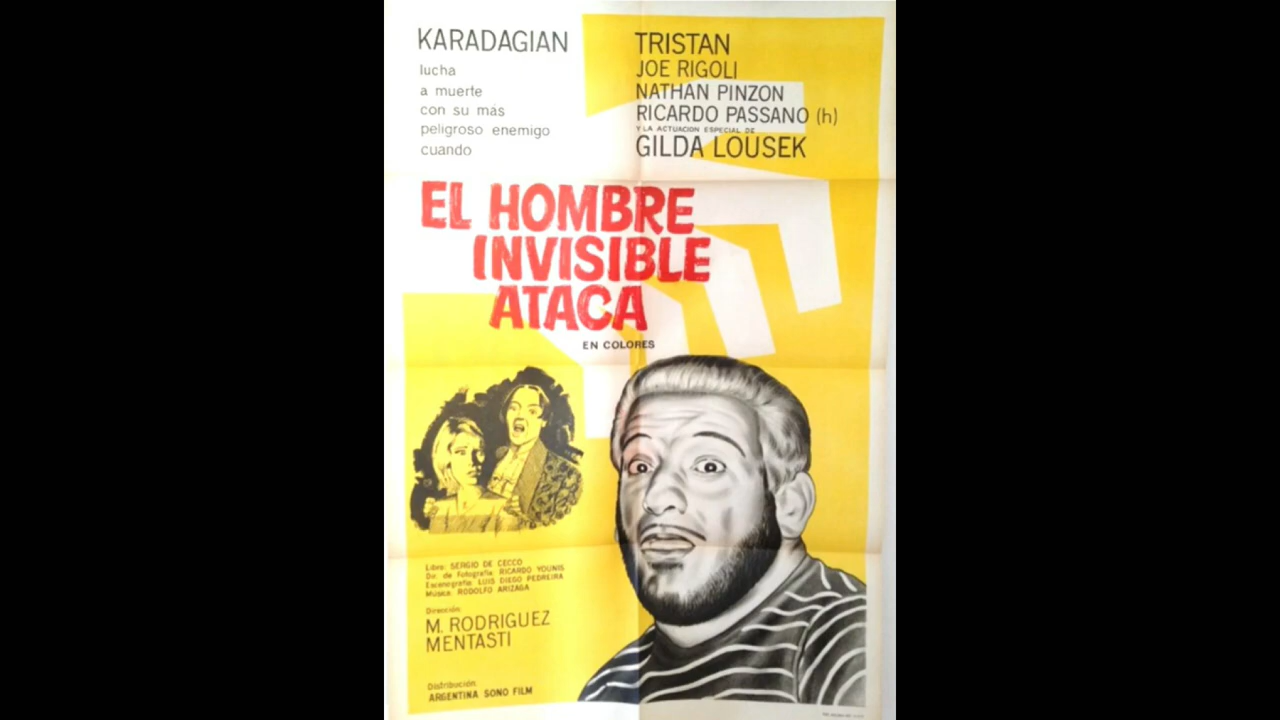 KARADAGIAN
lucha
a muerte
con su más
peligroso enemigo
cuando
TRISTAN
JOE RIGOLI
NATHAN PINZON
RICARDO PASSANO (h)
Y LA ACTUACION ESPECIAL DE
GILDA LOUSEK
EL HOMBRE
INVISIBLE
ATACA
EN COLORES
Libro: SERGIO DE CECCO
Dir. de Fotografía: RICARDO YOUNIS
Escenografía: LUIS DIEGO PEDREIRA
Música: RODOLFO ARIZAGA
Dirección:
M. RODRIGUEZ
MENTASTI
Distribución:
ARGENTINA SONO FILM